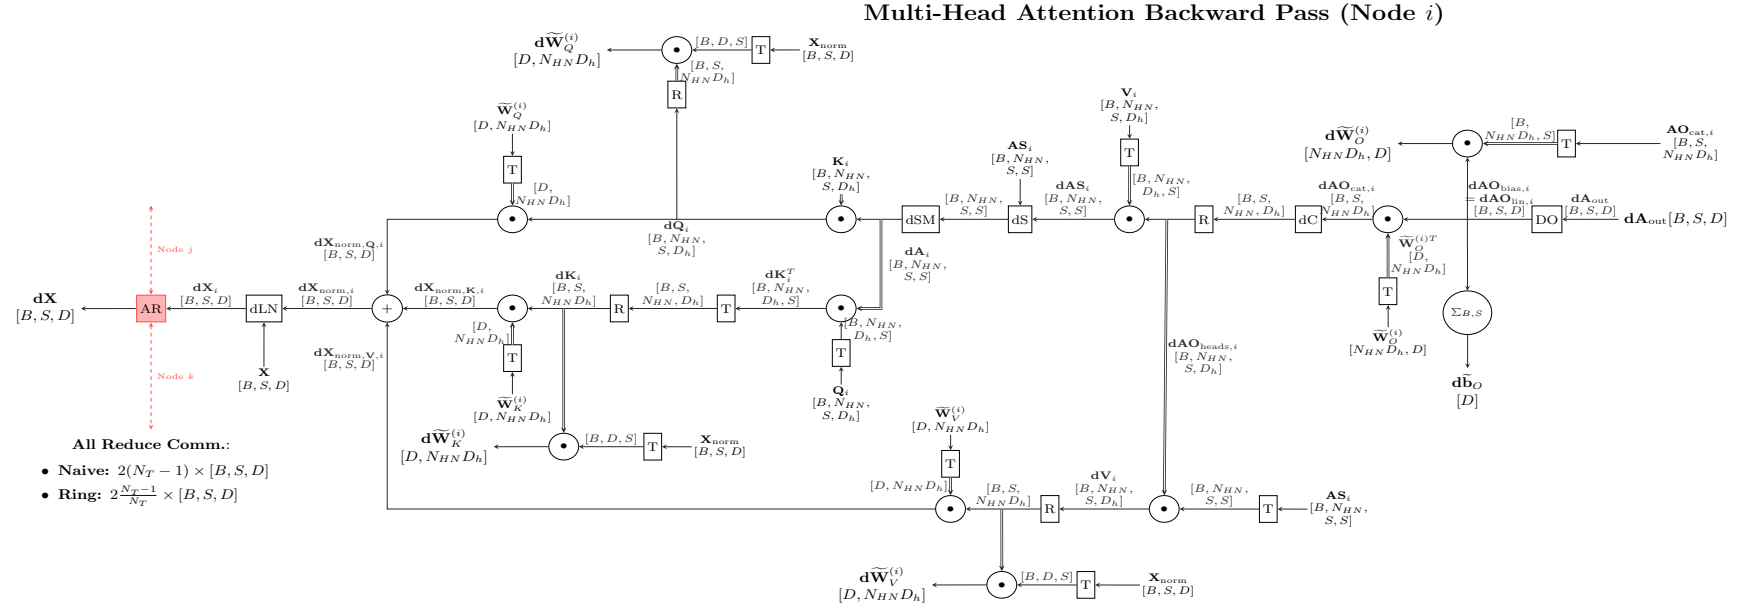 Multi-Head Attention Backward Pass (Node i)
dW̃_Q^(i)
[D, N_HN D_h]
[B, D, S]
T
X_norm
[B, S, D]
[B, S,
N_HN D_h]
R
W̃_Q^(i)
[D, N_HN D_h]
T
[D,
N_HN D_h]
K_i
[B, N_HN,
S, D_h]
AS_i
[B, N_HN,
S, S]
V_i
[B, N_HN,
S, D_h]
T
[B, N_HN,
D_h, S]
dW̃_O^(i)
[N_HN D_h, D]
[B,
N_HN D_h, S]
T
AO_cat,i
[B, S,
N_HN D_h]
dX_norm,Q,i
[B, S, D]
dQ_i
[B, N_HN,
S, D_h]
dSM
[B, N_HN,
S, S]
dS
dAS_i
[B, N_HN,
S, S]
R
[B, S,
N_HN, D_h]
dC
dAO_cat,i
[B, S,
N_HN D_h]
dAO_bias,i
= dAO_lin,i
[B, S, D]
DO
dA_out
[B, S, D]
dA_out[B, S, D]
dA_i
[B, N_HN,
S, S]
W̃_O^(i)T
[D,
N_HN D_h]
T
W̃_O^(i)
[N_HN D_h, D]
Σ_B,S
db̃_O
[D]
Node j
dX
[B, S, D]
AR
dX_i
[B, S, D]
dLN
dX_norm,i
[B, S, D]
+
dX_norm,K,i
[B, S, D]
dK_i
[B, S,
N_HN D_h]
R
[B, S,
N_HN, D_h]
T
dK_i^T
[B, N_HN,
D_h, S]
[B, N_HN,
D_h, S]
T
Q_i
[B, N_HN,
S, D_h]
Node k
X
[B, S, D]
dX_norm,V,i
[B, S, D]
[D,
N_HN D_h]
T
W̃_K^(i)
[D, N_HN D_h]
dAO_heads,i
[B, N_HN,
S, D_h]
dW̃_K^(i)
[D, N_HN D_h]
[B, D, S]
T
X_norm
[B, S, D]
All Reduce Comm.:
• Naive: 2(N_T − 1) × [B, S, D]
• Ring: 2 (N_T−1)/N_T × [B, S, D]
W̃_V^(i)
[D, N_HN D_h]
T
[D, N_HN D_h]
[B, S,
N_HN D_h]
R
dV_i
[B, N_HN,
S, D_h]
[B, N_HN,
S, S]
T
AS_i
[B, N_HN,
S, S]
dW̃_V^(i)
[D, N_HN D_h]
[B, D, S]
T
X_norm
[B, S, D]